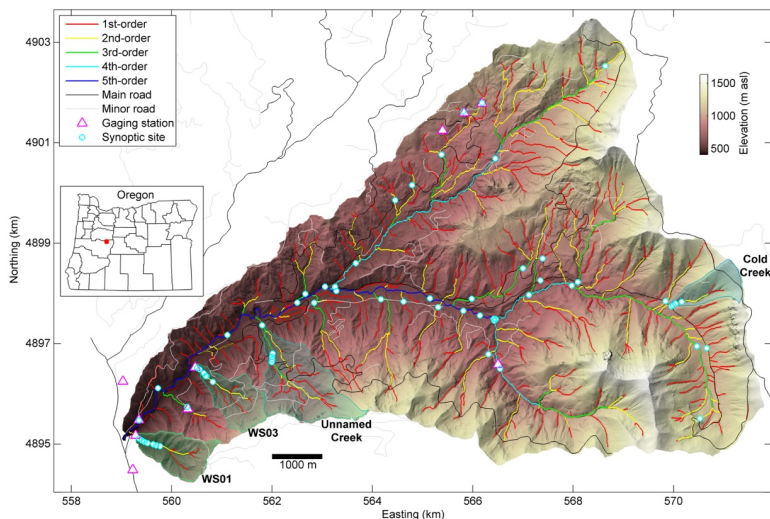 4903
4901
4899
4897
4895
Northing (km)
1st-order
2nd-order
3rd-order
4th-order
5th-order
Main road
Minor road
Gaging station
Synoptic site
Oregon
1500
1000
500
Elevation (m asl)
Cold
Creek
Unnamed
Creek
WS03
WS01
1000 m
558
560
562
564
566
568
570
Easting (km)